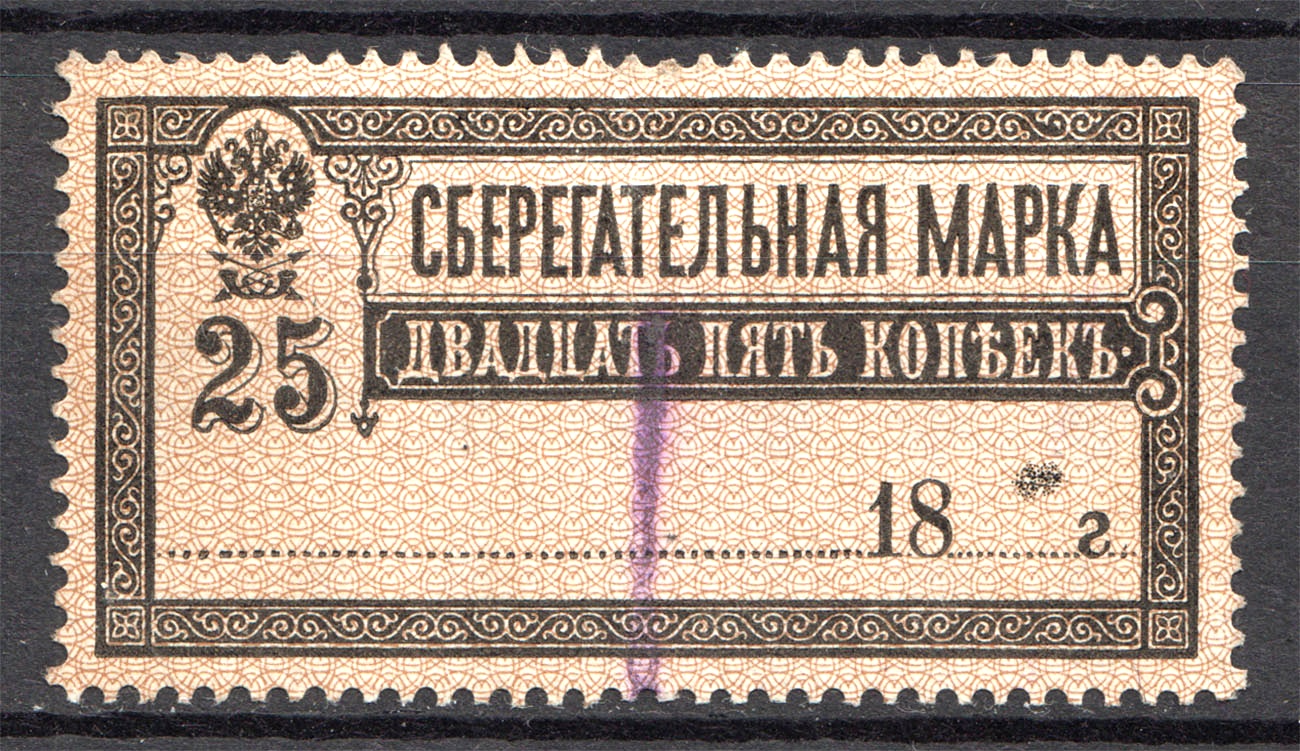 СБЕРЕГАТЕЛЬНАЯ МАРКА
25
ДВАДЦАТЬ ПЯТЬ КОПѢЕКЪ.
18 г